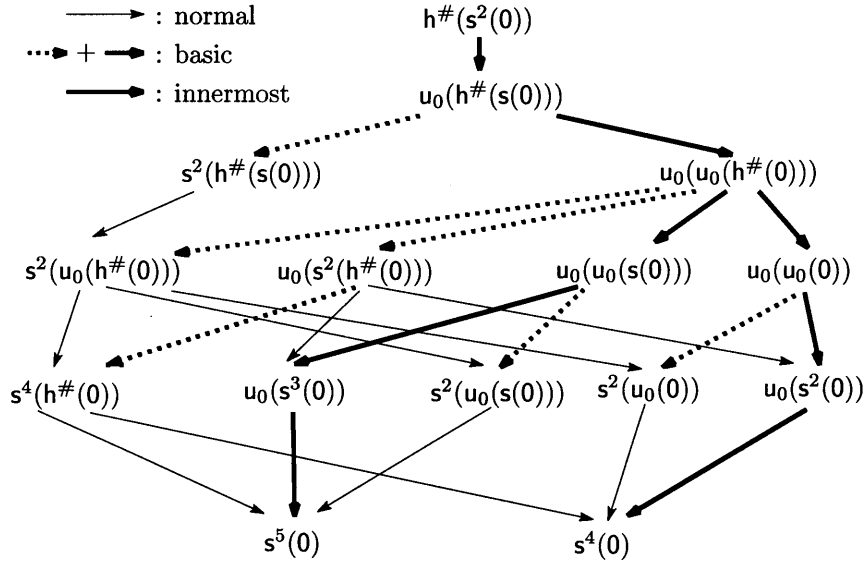 : normal
h#(s²(0))
+ : basic
: innermost
u₀(h#(s(0)))
s²(h#(s(0)))
u₀(u₀(h#(0)))
s²(u₀(h#(0)))
u₀(s²(h#(0)))
u₀(u₀(s(0)))
u₀(u₀(0))
s⁴(h#(0))
u₀(s³(0))
s²(u₀(s(0)))
s²(u₀(0))
u₀(s²(0))
s⁵(0)
s⁴(0)